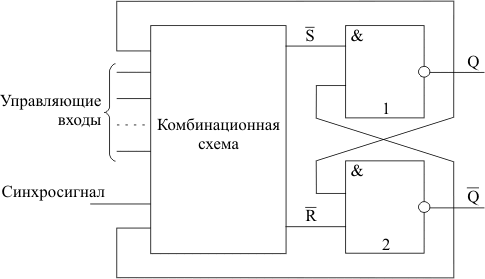 S̅
&
Q
Управляющие
входы
Комбинационная
схема
1
&
Синхросигнал
R̅
Q̅
2